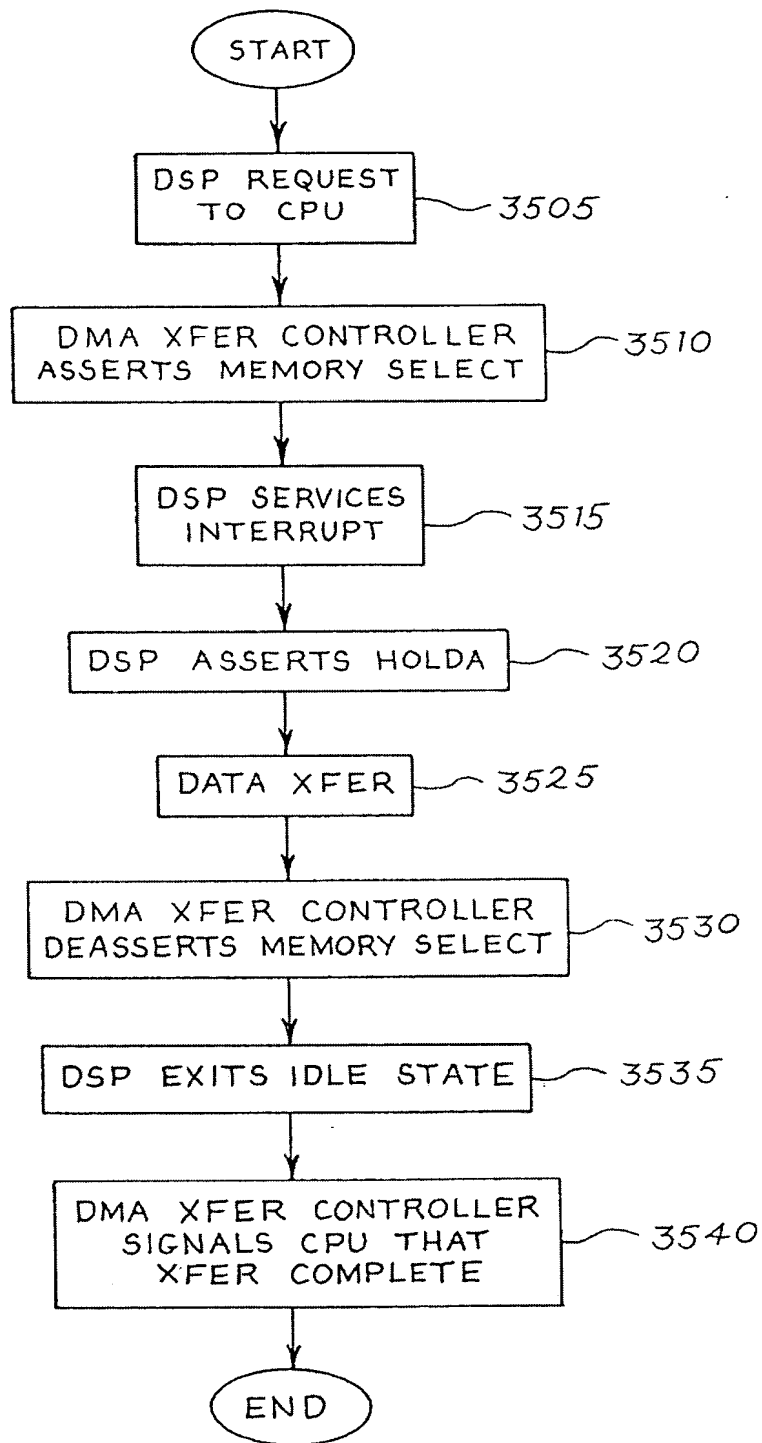 START
DSP REQUEST
TO CPU
3505
DMA XFER CONTROLLER
ASSERTS MEMORY SELECT
3510
DSP SERVICES
INTERRUPT
3515
DSP ASSERTS HOLDA
3520
DATA XFER
3525
DMA XFER CONTROLLER
DEASSERTS MEMORY SELECT
3530
DSP EXITS IDLE STATE
3535
DMA XFER CONTROLLER
SIGNALS CPU THAT
XFER COMPLETE
3540
END